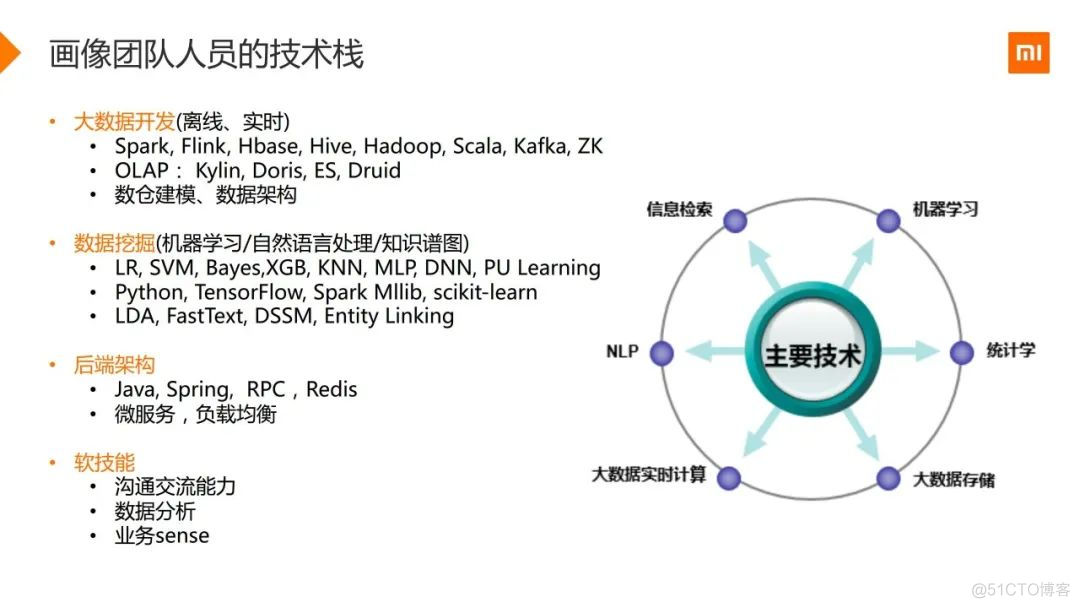 画像团队人员的技术栈
mi
• 大数据开发(离线、实时)
• Spark, Flink, Hbase, Hive, Hadoop, Scala, Kafka, ZK
• OLAP： Kylin, Doris, ES, Druid
• 数仓建模、数据架构
• 数据挖掘(机器学习/自然语言处理/知识谱图)
• LR, SVM, Bayes,XGB, KNN, MLP, DNN, PU Learning
• Python, TensorFlow, Spark Mllib, scikit-learn
• LDA, FastText, DSSM, Entity Linking
• 后端架构
• Java, Spring, RPC，Redis
• 微服务，负载均衡
• 软技能
• 沟通交流能力
• 数据分析
• 业务sense
信息检索
机器学习
NLP
主要技术
统计学
大数据实时计算
大数据存储
@51CTO博客